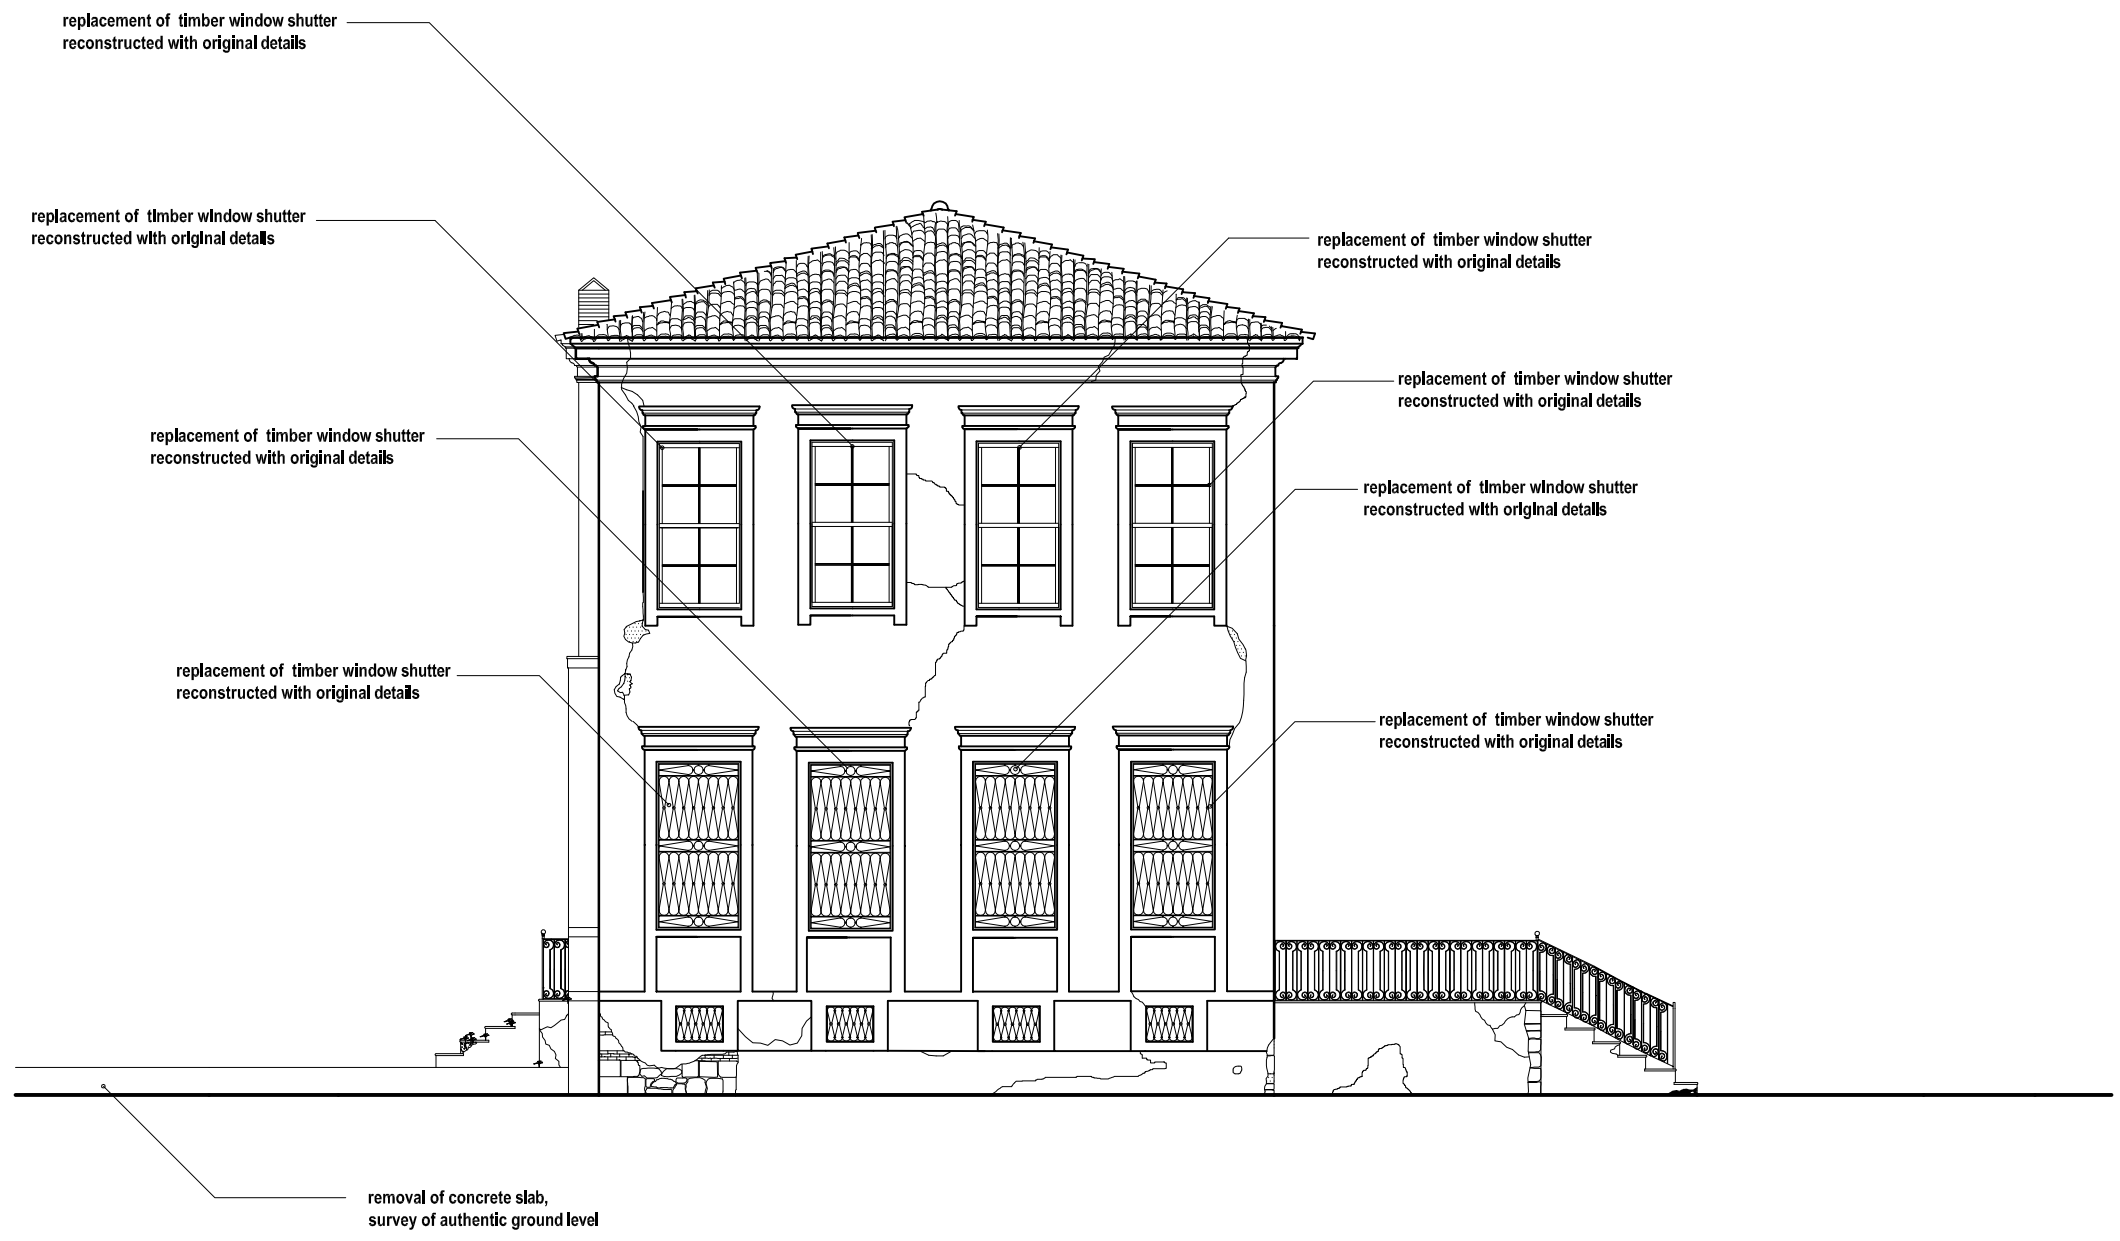 replacement of timber window shutter
reconstructed with original details
replacement of timber window shutter
reconstructed with original details
replacement of timber window shutter
reconstructed with original details
replacement of timber window shutter
reconstructed with original details
replacement of timber window shutter
reconstructed with original details
replacement of timber window shutter
reconstructed with original details
replacement of timber window shutter
reconstructed with original details
replacement of timber window shutter
reconstructed with original details
removal of concrete slab,
survey of authentic ground level